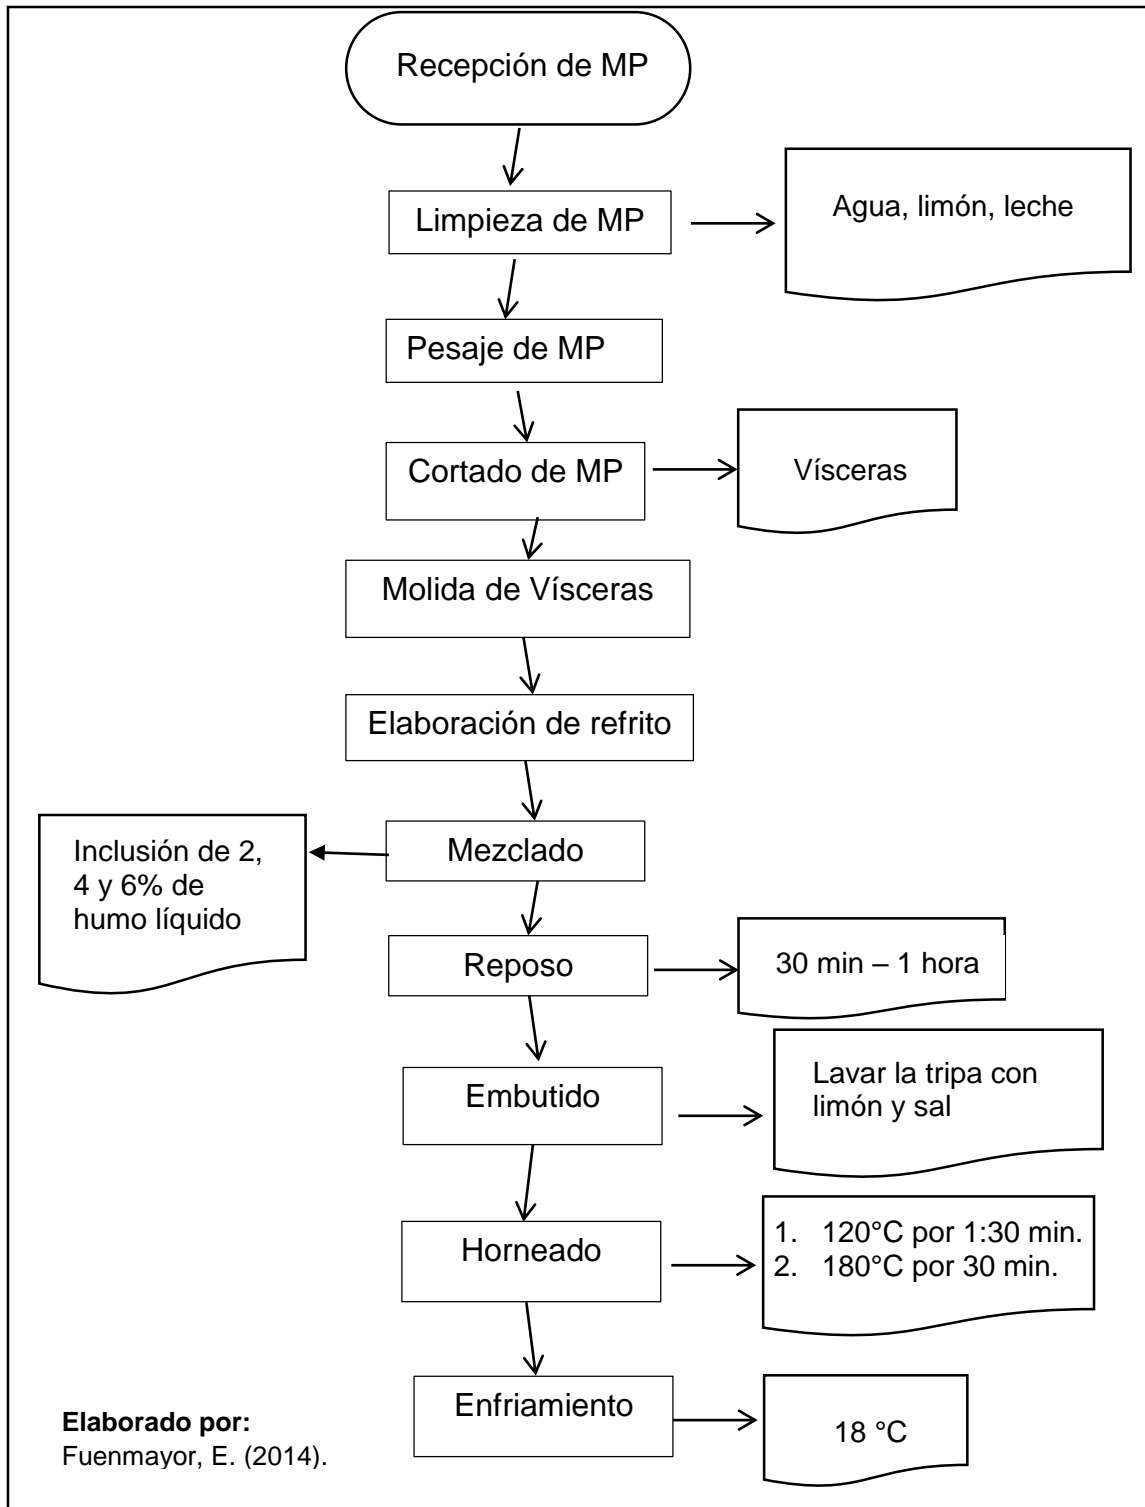 Recepción de MP
Limpieza de MP
Agua, limón, leche
Pesaje de MP
Cortado de MP
Vísceras
Molida de Vísceras
Elaboración de refrito
Mezclado
Inclusión de 2,
4 y 6% de
humo líquido
Reposo
30 min – 1 hora
Embutido
Lavar la tripa con
limón y sal
Horneado
1. 120°C por 1:30 min.
2. 180°C por 30 min.
Enfriamiento
18 °C
Elaborado por:
Fuenmayor, E. (2014).